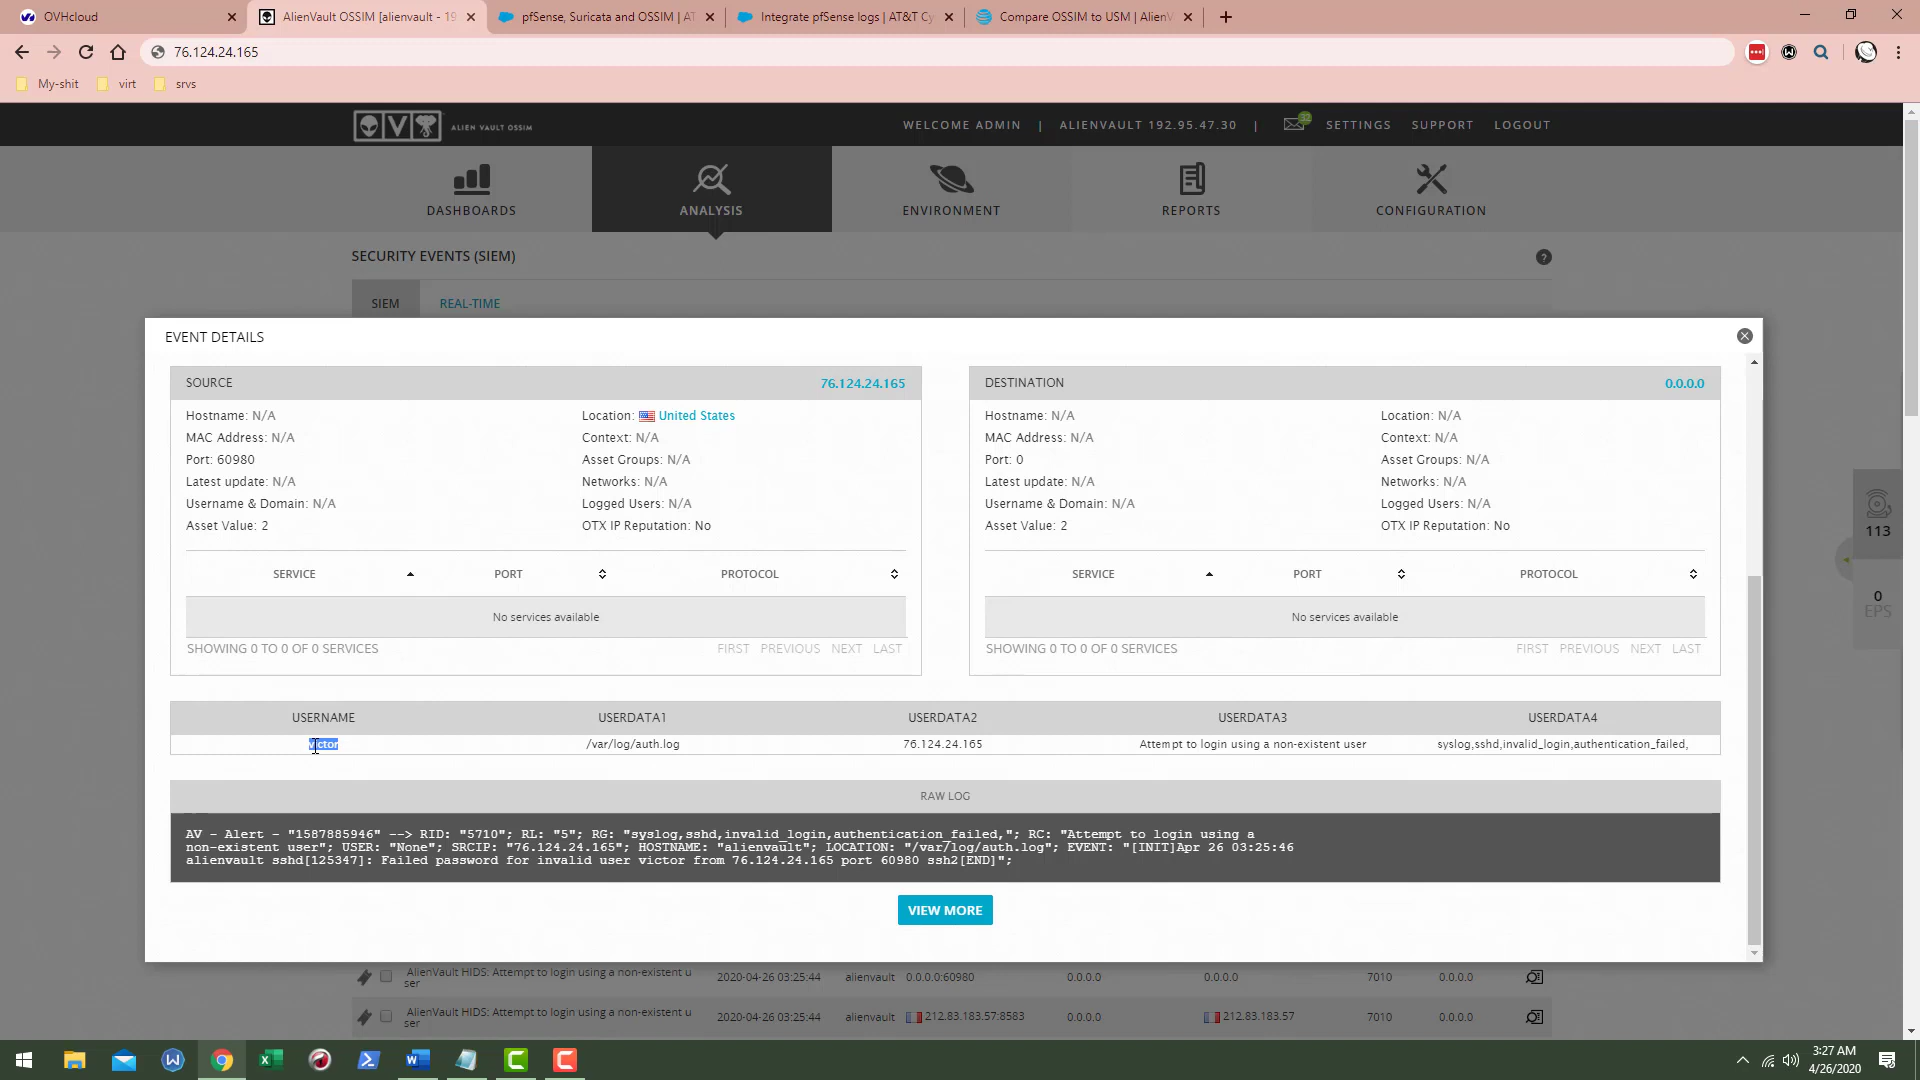 OVHcloud
AlienVault OSSIM [alienvault - 19
pfSense, Suricata and OSSIM | AT
Integrate pfSense logs | AT&T Cy
Compare OSSIM to USM | AlienV
76.124.24.165
My-shit virt srvs
ALIEN VAULT OSSIM
WELCOME ADMIN | ALIENVAULT 192.95.47.30 | 32 SETTINGS SUPPORT LOGOUT
DASHBOARDS ANALYSIS ENVIRONMENT REPORTS CONFIGURATION
SECURITY EVENTS (SIEM) ?
SIEM REAL-TIME
EVENT DETAILS
SOURCE 76.124.24.165
Hostname: N/A Location: United States
MAC Address: N/A Context: N/A
Port: 60980 Asset Groups: N/A
Latest update: N/A Networks: N/A
Username & Domain: N/A Logged Users: N/A
Asset Value: 2 OTX IP Reputation: No
SERVICE PORT PROTOCOL
No services available
SHOWING 0 TO 0 OF 0 SERVICES FIRST PREVIOUS NEXT LAST
DESTINATION 0.0.0.0
Hostname: N/A Location: N/A
MAC Address: N/A Context: N/A
Port: 0 Asset Groups: N/A
Latest update: N/A Networks: N/A
Username & Domain: N/A Logged Users: N/A
Asset Value: 2 OTX IP Reputation: No
SERVICE PORT PROTOCOL
No services available
SHOWING 0 TO 0 OF 0 SERVICES FIRST PREVIOUS NEXT LAST
113
0
EPS
USERNAME USERDATA1 USERDATA2 USERDATA3 USERDATA4
victor /var/log/auth.log 76.124.24.165 Attempt to login using a non-existent user syslog,sshd,invalid_login,authentication_failed,
RAW LOG
AV - Alert - "1587885946" --> RID: "5710"; RL: "5"; RG: "syslog,sshd,invalid_login,authentication_failed,"; RC: "Attempt to login using a
non-existent user"; USER: "None"; SRCIP: "76.124.24.165"; HOSTNAME: "alienvault"; LOCATION: "/var/log/auth.log"; EVENT: "[INIT]Apr 26 03:25:46
alienvault sshd[125347]: Failed password for invalid user victor from 76.124.24.165 port 60980 ssh2[END]";
VIEW MORE
AlienVault HIDS: Attempt to login using a non-existent u
ser 2020-04-26 03:25:44 alienvault 0.0.0.0:60980 0.0.0.0 0.0.0.0 7010 0.0.0.0
AlienVault HIDS: Attempt to login using a non-existent u
ser 2020-04-26 03:25:44 alienvault 212.83.183.57:8583 0.0.0.0 212.83.183.57 7010 0.0.0.0
3:27 AM
4/26/2020